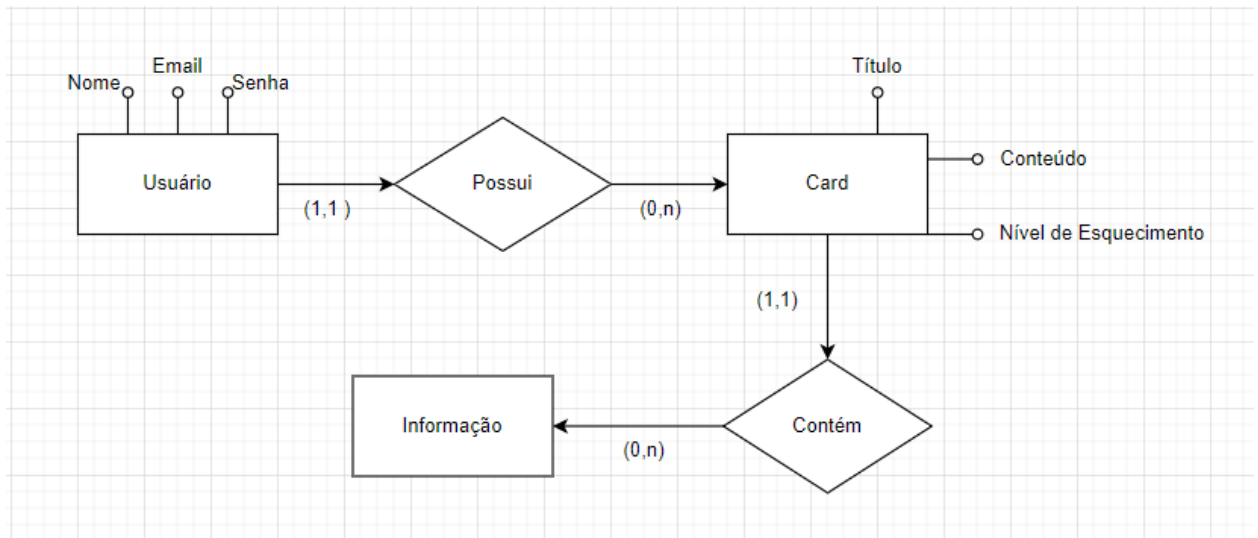 Nome
Email
Senha
Título
Usuário
(1,1 )
Possui
(0,n)
Card
Conteúdo
Nível de Esquecimento
(1,1)
Informação
(0,n)
Contém